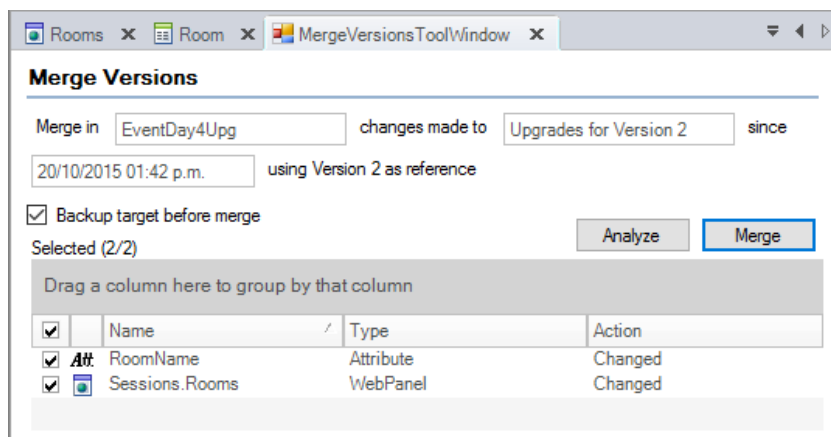 Rooms Room MergeVersionsToolWindow
Merge Versions
Merge in EventDay4Upg changes made to Upgrades for Version 2 since
20/10/2015 01:42 p.m. using Version 2 as reference
Backup target before merge
Analyze Merge
Selected (2/2)
Drag a column here to group by that column
Name Type Action
Att. RoomName Attribute Changed
Sessions.Rooms WebPanel Changed